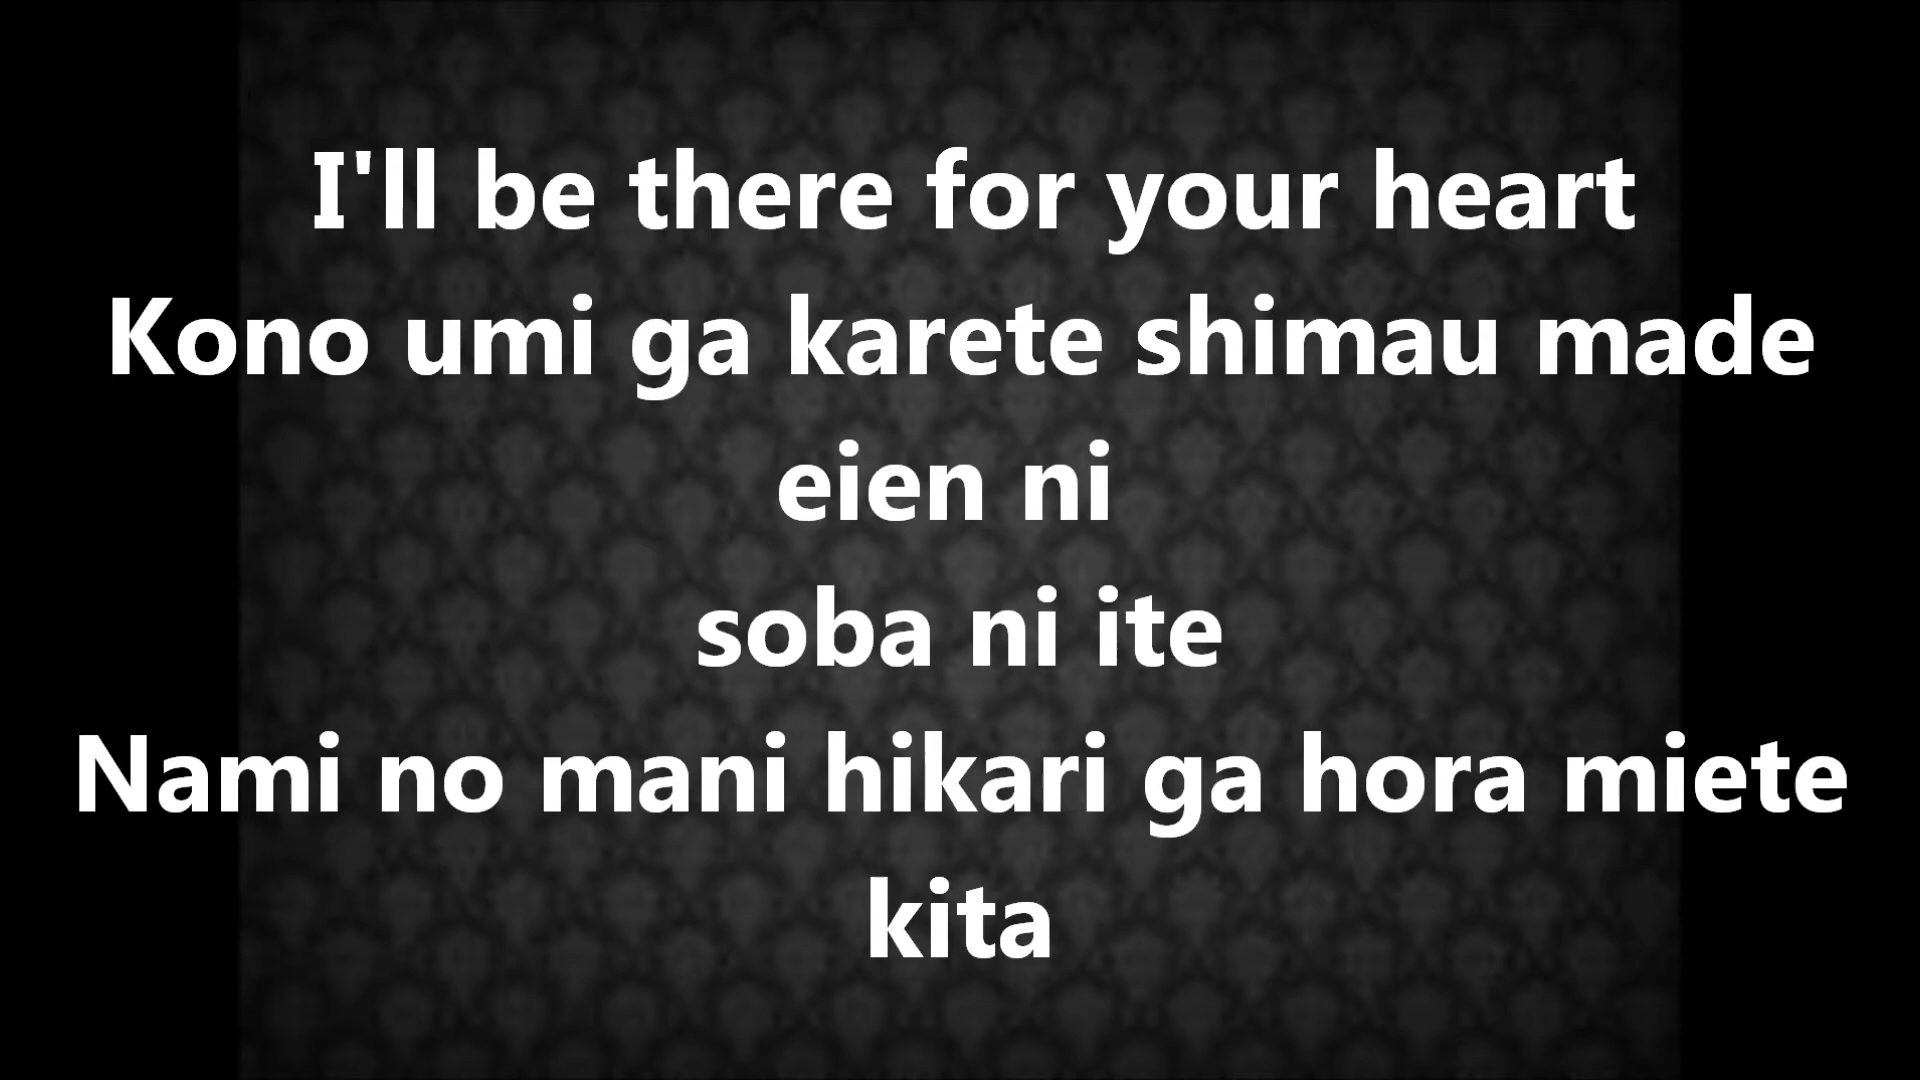 I'll be there for your heart
Kono umi ga karete shimau made
eien ni
soba ni ite
Nami no mani hikari ga hora miete
kita